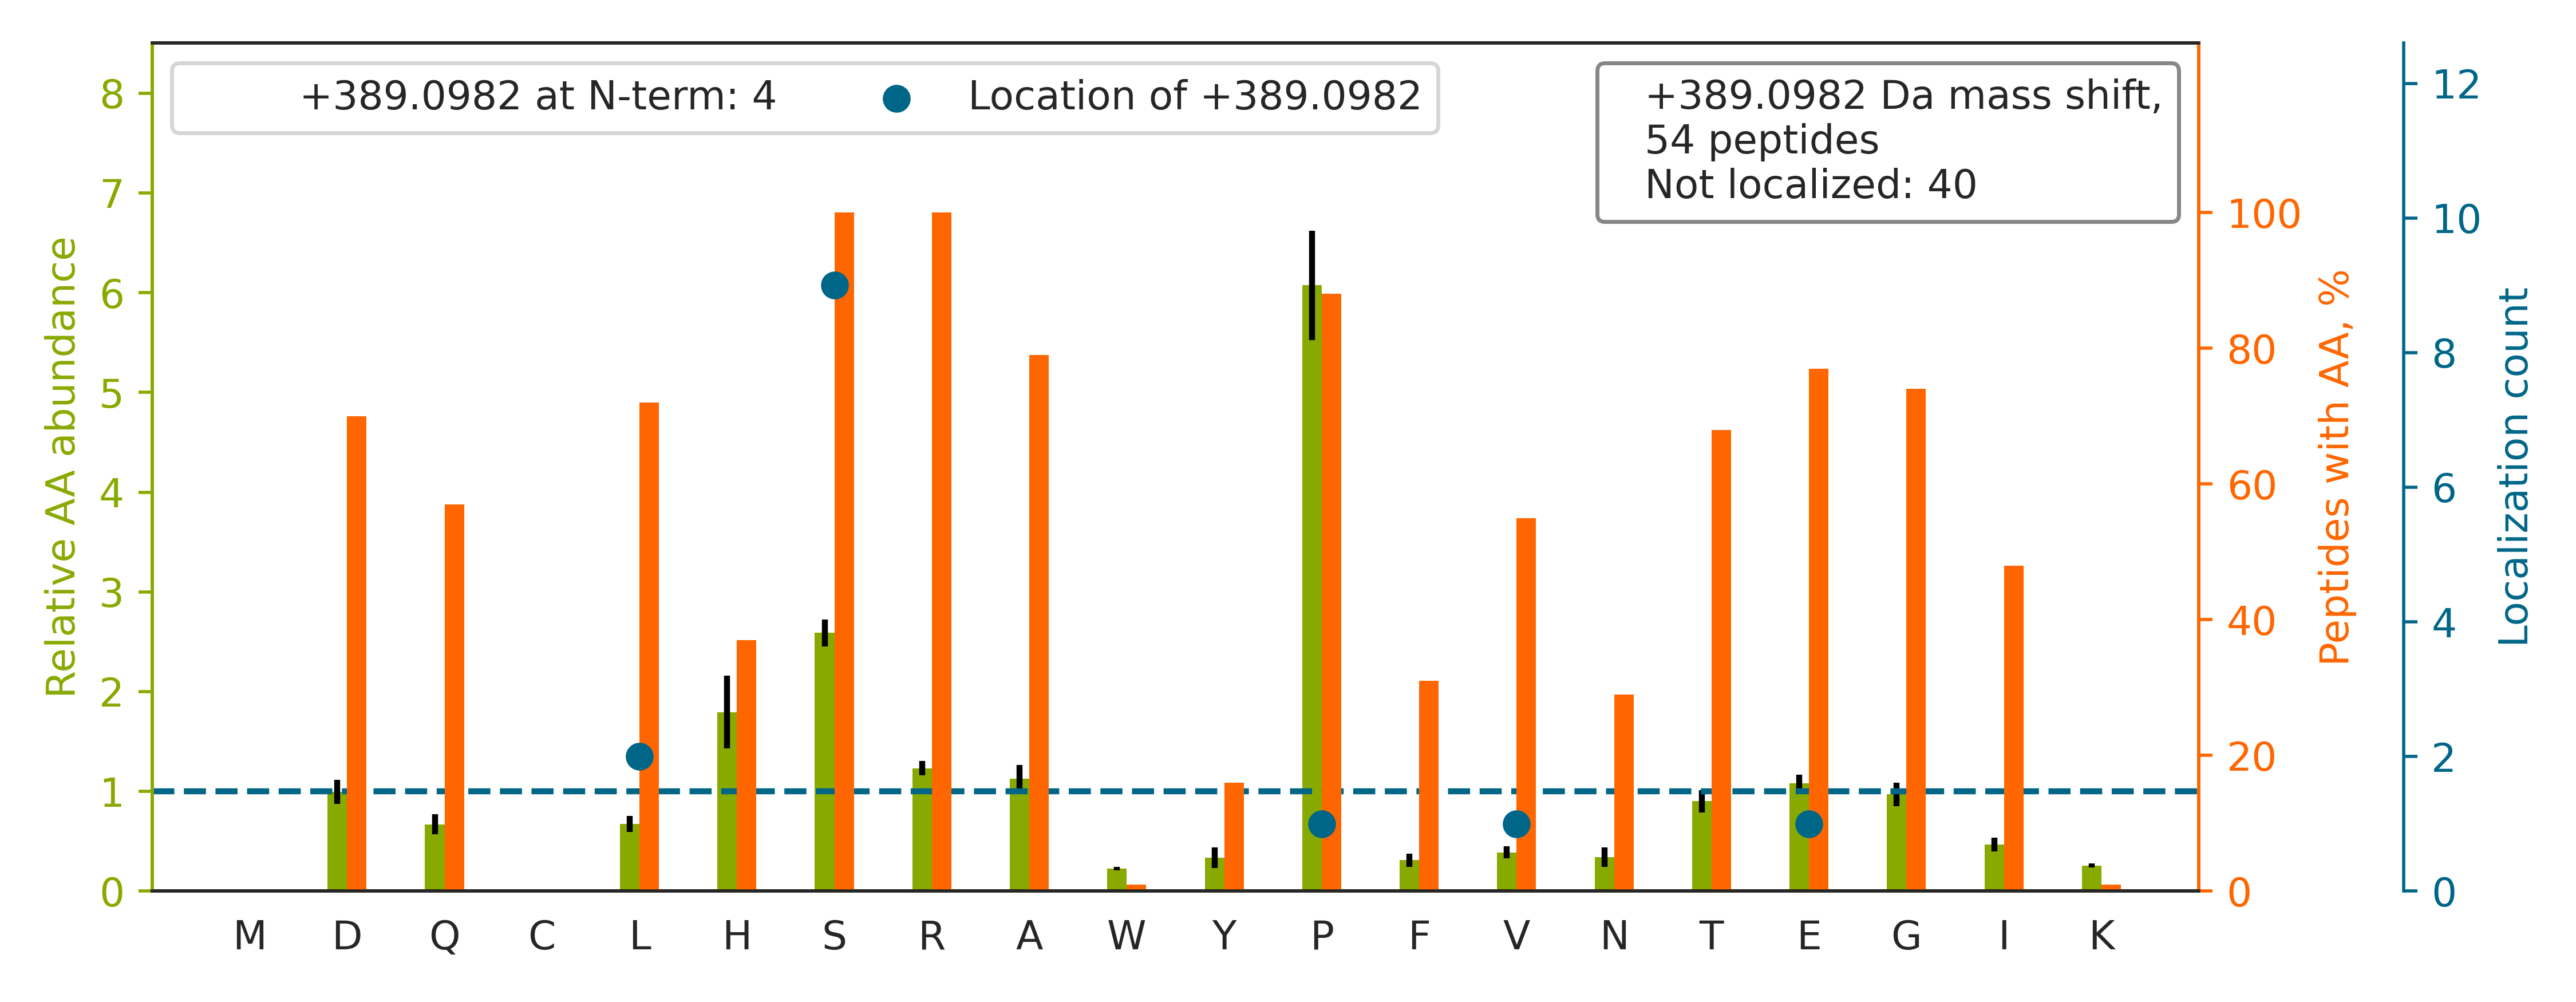 +389.0982 at N-term: 4
Location of +389.0982
+389.0982 Da mass shift,
54 peptides
Not localized: 40
Relative AA abundance
8
7
6
5
4
3
2
1
0
Peptides with AA, %
100
80
60
40
20
0
Localization count
12
10
8
6
4
2
0
M D Q C L H S R A W Y P F V N T E G I K